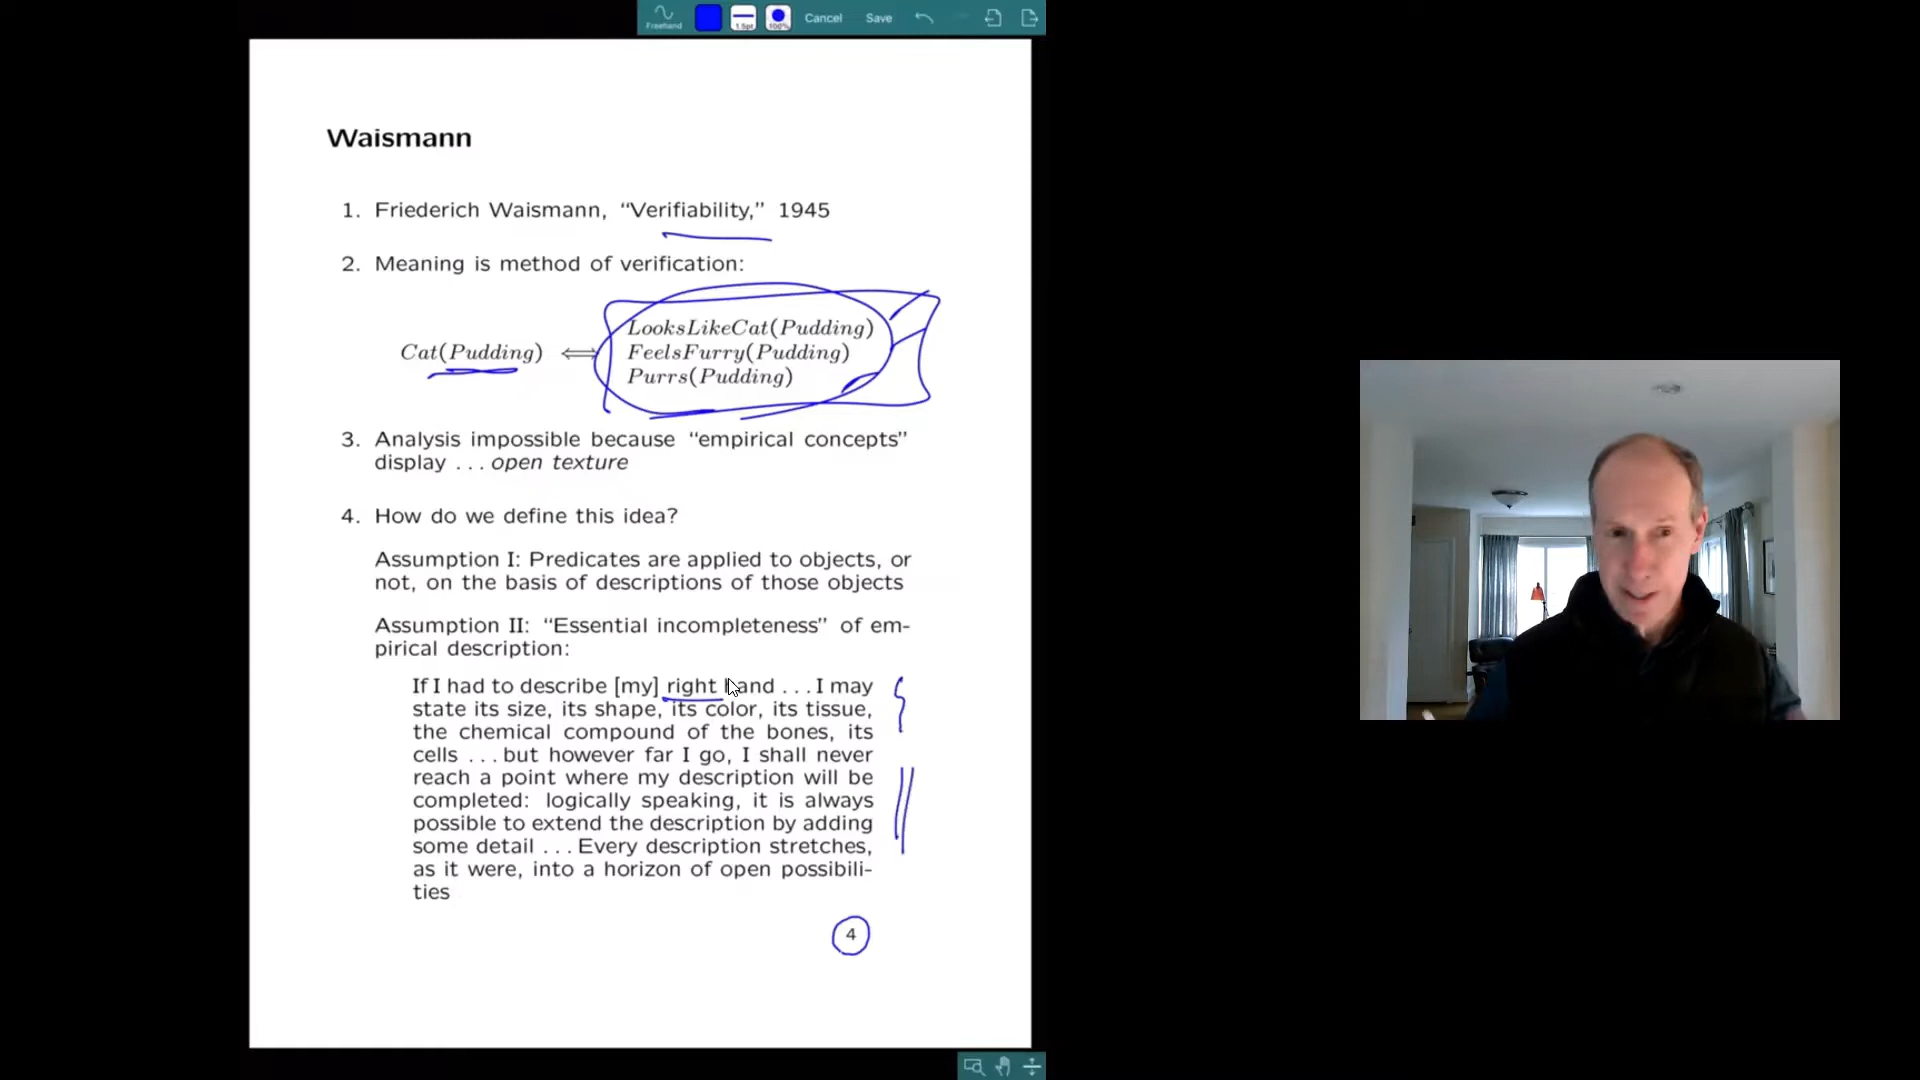 Freehand
1.5pt
100%
Cancel
Save
Waismann
1. Friederich Waismann, “Verifiability,” 1945
2. Meaning is method of verification:
LooksLikeCat(Pudding)
Cat(Pudding) ⟺ FeelsFurry(Pudding)
Purrs(Pudding)
3. Analysis impossible because “empirical concepts”
display . . . open texture
4. How do we define this idea?
Assumption I: Predicates are applied to objects, or
not, on the basis of descriptions of those objects
Assumption II: “Essential incompleteness” of em-
pirical description:
If I had to describe [my] right hand . . . I may
state its size, its shape, its color, its tissue,
the chemical compound of the bones, its
cells . . . but however far I go, I shall never
reach a point where my description will be
completed: logically speaking, it is always
possible to extend the description by adding
some detail . . . Every description stretches,
as it were, into a horizon of open possibili-
ties
4